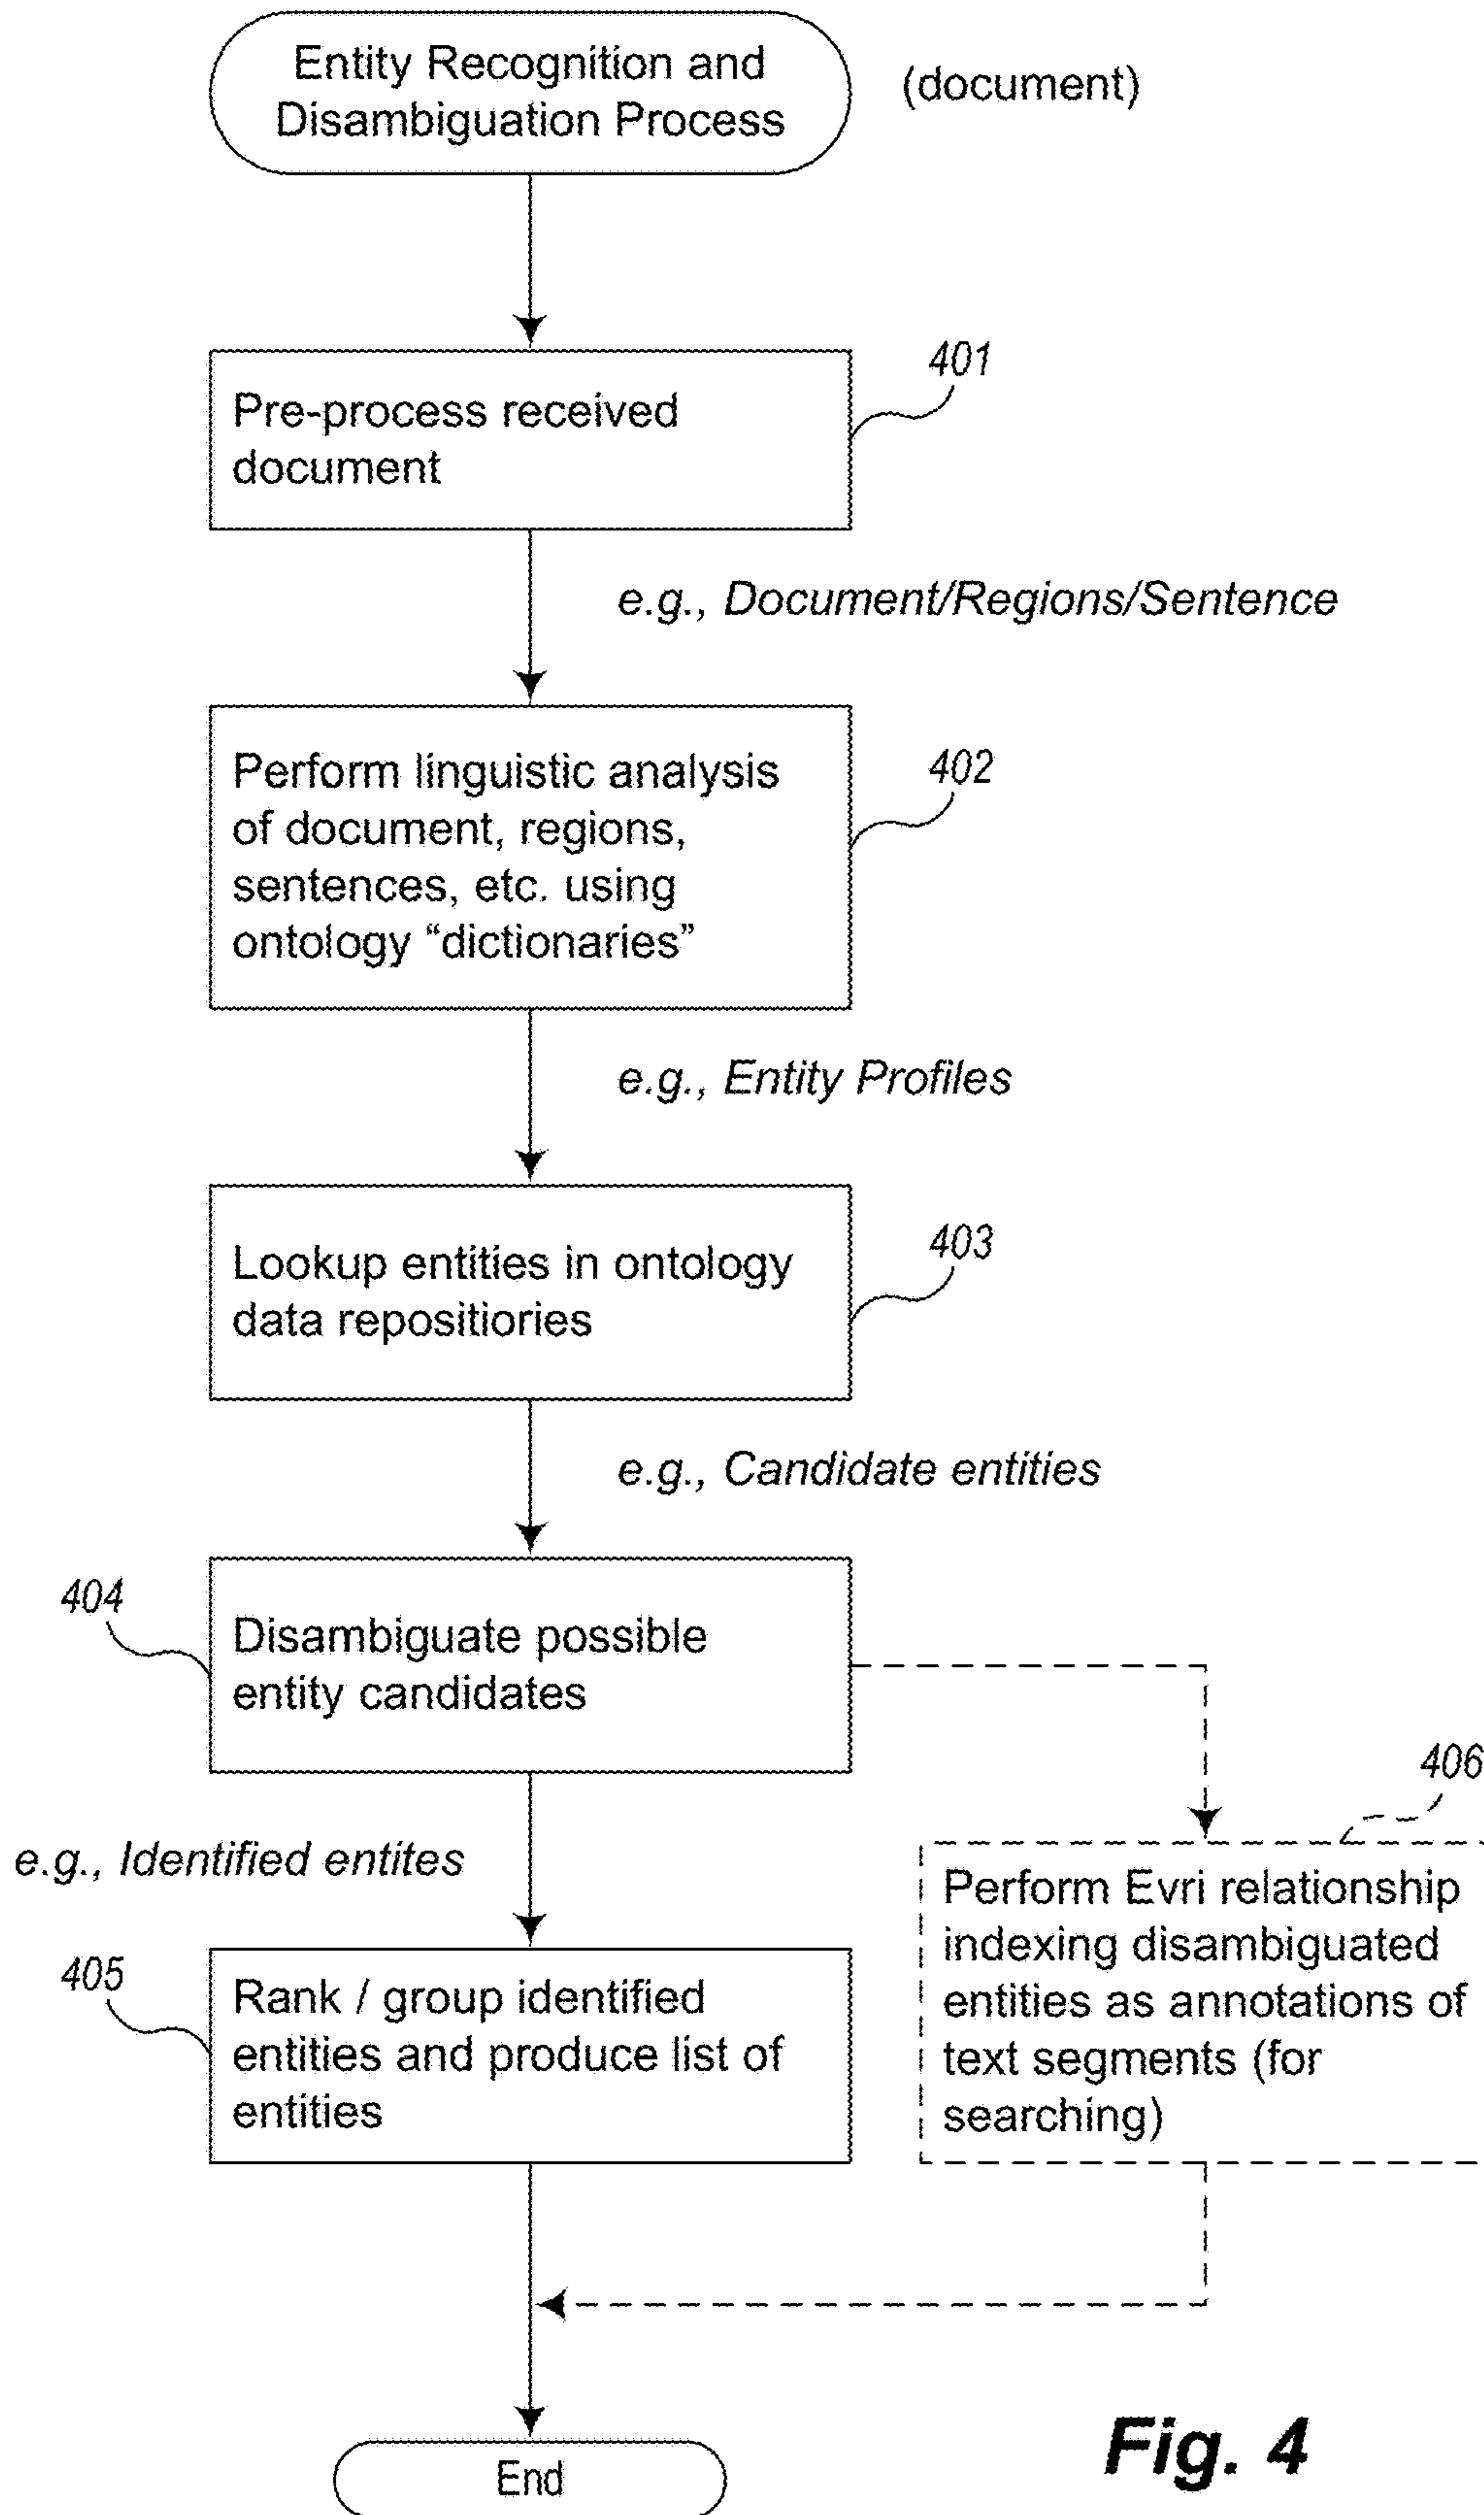 Entity Recognition and
Disambiguation Process
(document)
401
Pre-process received
document
e.g., Document/Regions/Sentence
402
Perform linguistic analysis
of document, regions,
sentences, etc. using
ontology “dictionaries”
e.g., Entity Profiles
403
Lookup entities in ontology
data repositiories
e.g., Candidate entities
404
Disambiguate possible
entity candidates
406
e.g., Identified entites
Perform Evri relationship
indexing disambiguated
entities as annotations of
text segments (for
searching)
405
Rank / group identified
entities and produce list of
entities
End
Fig. 4